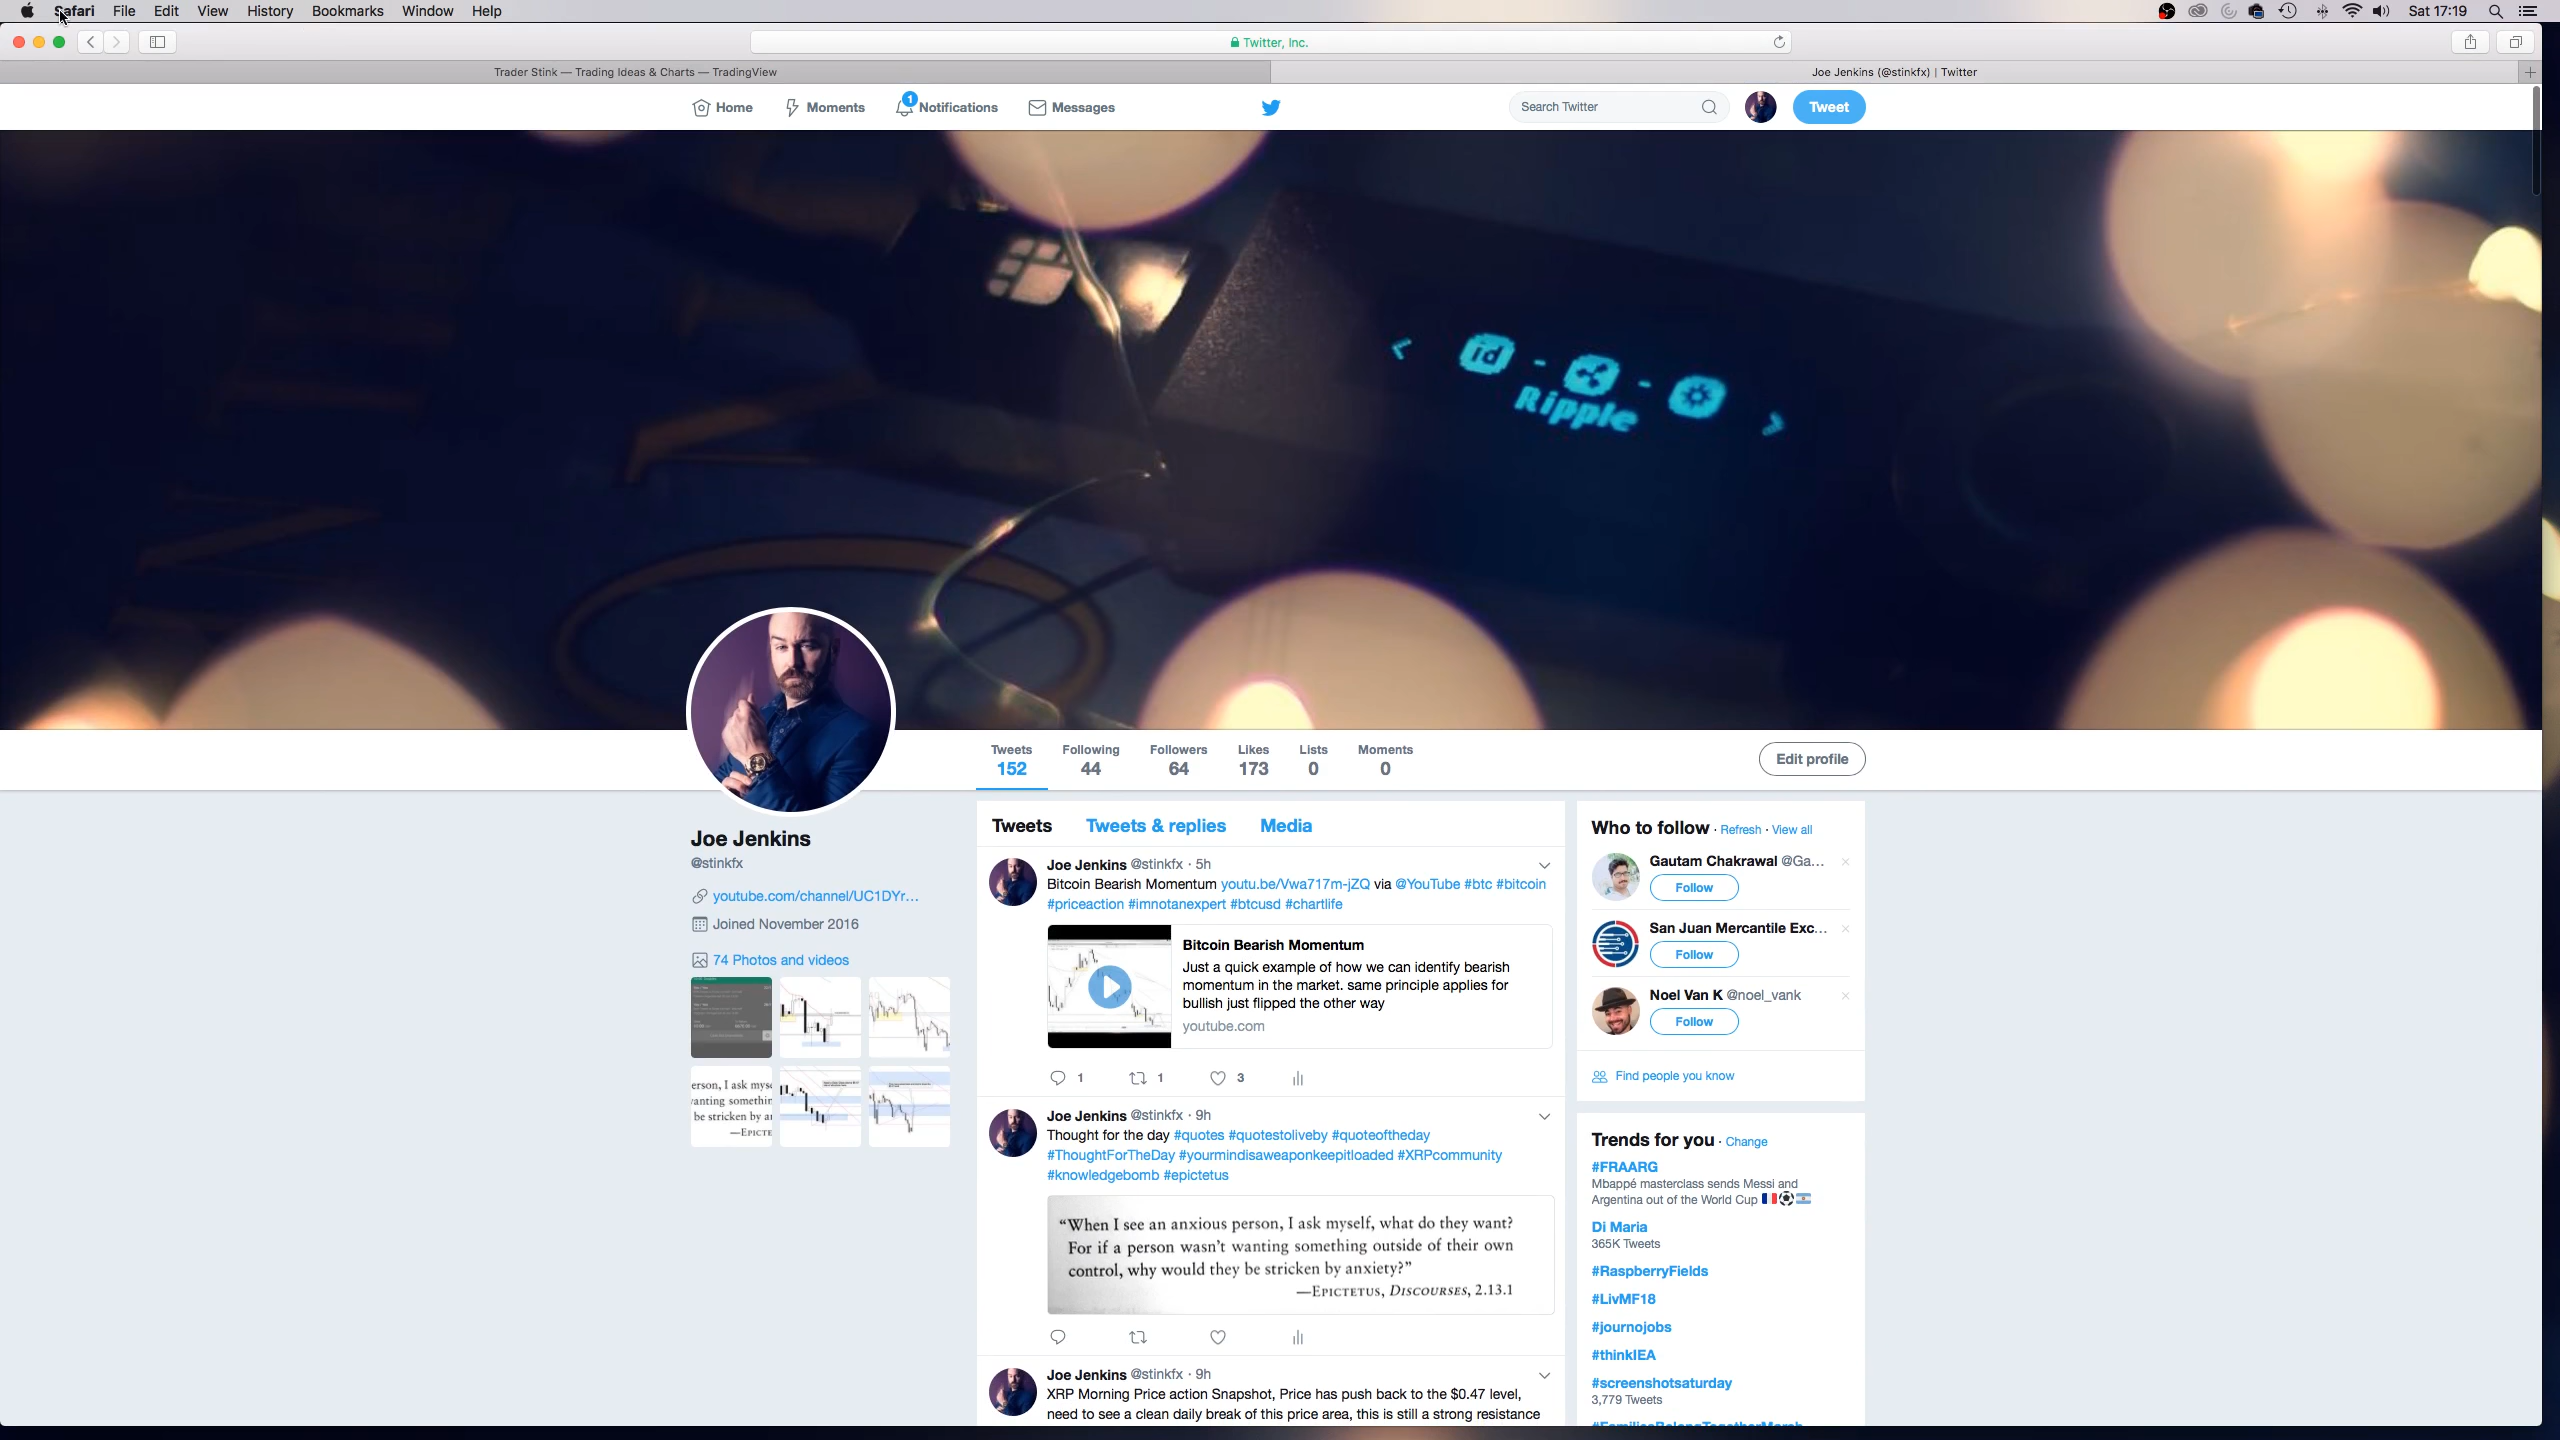 Safari File Edit View History Bookmarks Window Help Sat 17:19
Twitter, Inc.
Trader Stink — Trading Ideas & Charts — TradingView
Joe Jenkins (@stinkfx) | Twitter
Home Moments 1 Notifications Messages Search Twitter Tweet
id
Ripple
Tweets Following Followers Likes Lists Moments
152 44 64 173 0 0
Edit profile
Joe Jenkins
@stinkfx
youtube.com/channel/UC1DYr...
Joined November 2016
74 Photos and videos
erson, I ask myse
vanting somethin
be stricken by an
—EPICTE
Tweets Tweets & replies Media
Joe Jenkins @stinkfx · 5h
Bitcoin Bearish Momentum youtu.be/Vwa717m-jZQ via @YouTube #btc #bitcoin
#priceaction #imnotanexpert #btcusd #chartlife
Bitcoin Bearish Momentum
Just a quick example of how we can identify bearish
momentum in the market. same principle applies for
bullish just flipped the other way
youtube.com
1 1 3
Joe Jenkins @stinkfx · 9h
Thought for the day #quotes #quotestoliveby #quoteoftheday
#ThoughtForTheDay #yourmindisaweaponkeepitloaded #XRPcommunity
#knowledgebomb #epictetus
“When I see an anxious person, I ask myself, what do they want?
For if a person wasn’t wanting something outside of their own
control, why would they be stricken by anxiety?”
—EPICTETUS, DISCOURSES, 2.13.1
Joe Jenkins @stinkfx · 9h
XRP Morning Price action Snapshot, Price has push back to the $0.47 level,
need to see a clean daily break of this price area, this is still a strong resistance
Who to follow · Refresh · View all
Gautam Chakrawal @Ga...
Follow
San Juan Mercantile Exc...
Follow
Noel Van K @noel_vank
Follow
Find people you know
Trends for you · Change
#FRAARG
Mbappé masterclass sends Messi and
Argentina out of the World Cup
Di Maria
365K Tweets
#RaspberryFields
#LivMF18
#journojobs
#thinkIEA
#screenshotsaturday
3,779 Tweets
#FamiliesBelongTogetherMarch